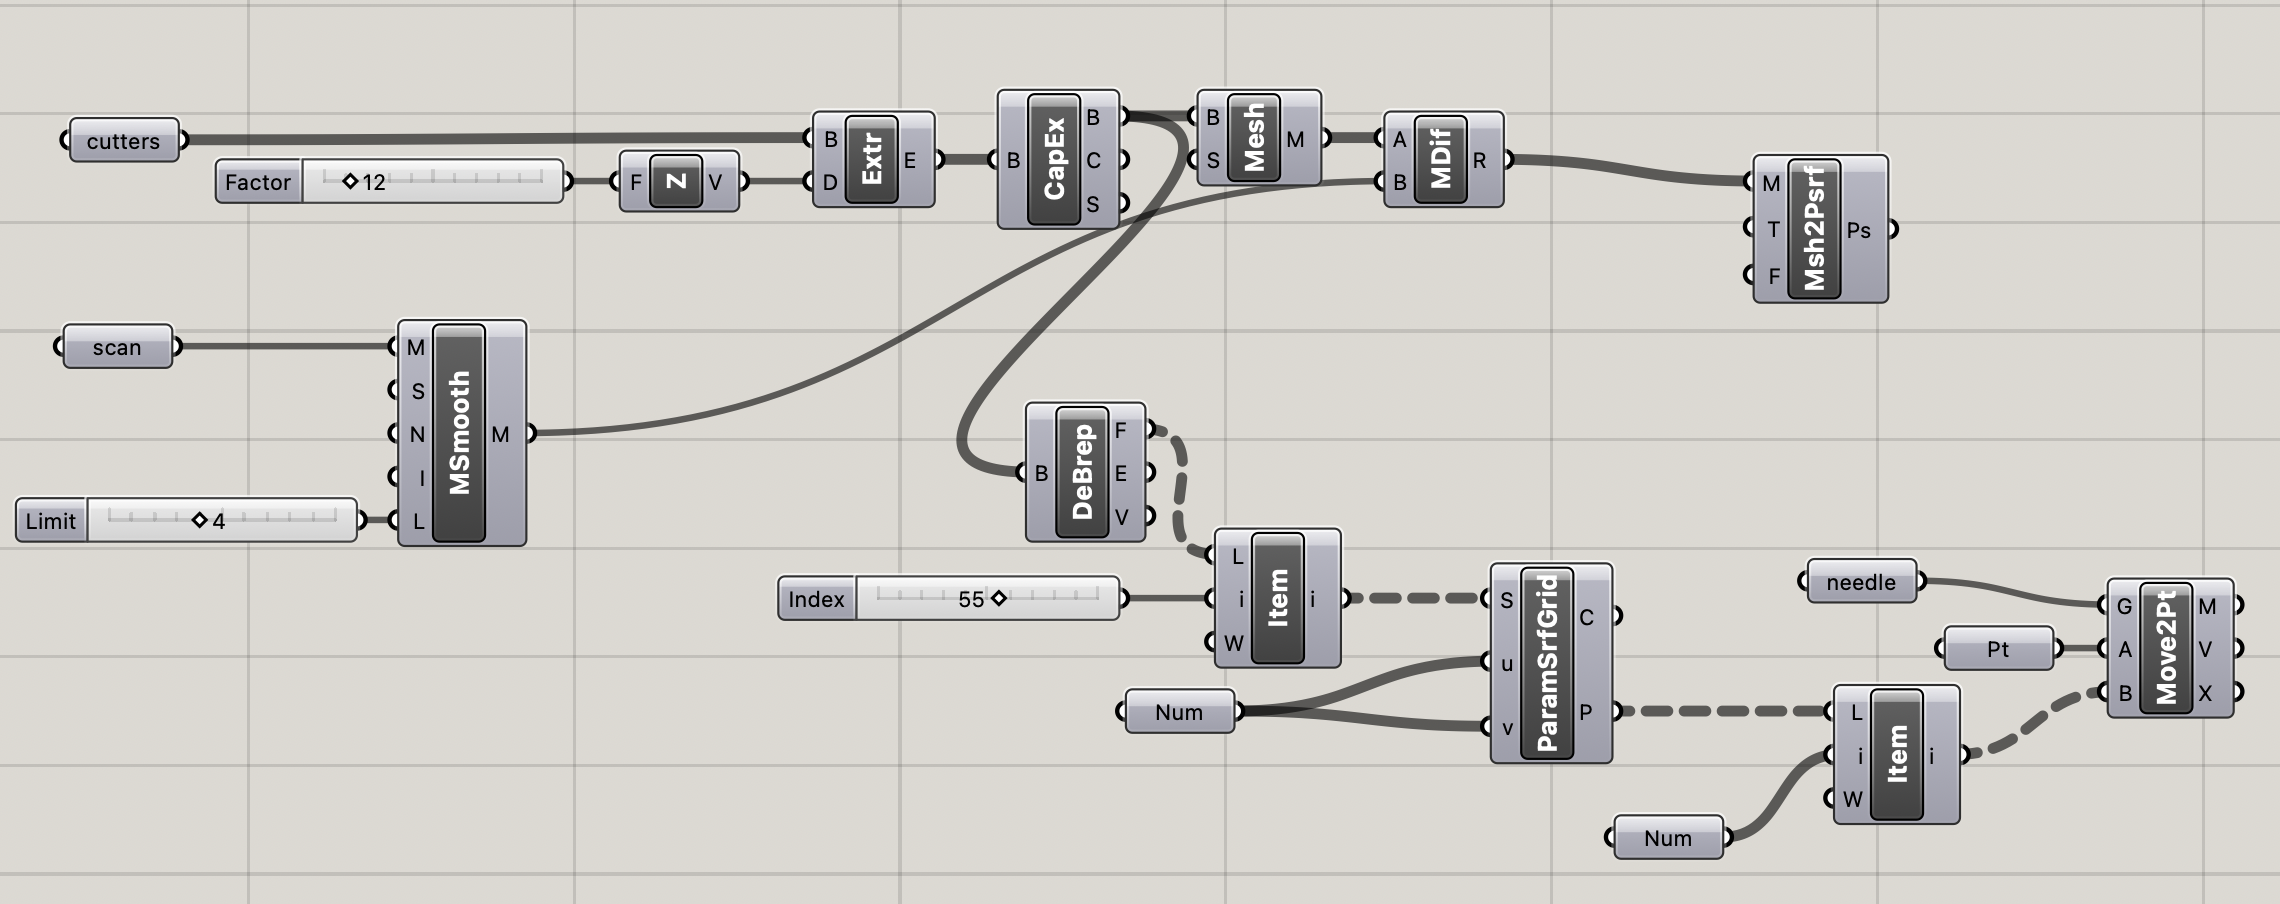 cutters
Factor 12
F Z V
B D Extr E
B CapEx B C S
B S Mesh M
A B MDif R
M T F Msh2Psrf Ps
scan
M S N I L MSmooth M
Limit 4
B DeBrep F E V
L i W Item i
Index 55
S u v ParamSrfGrid C P
Num
needle
Pt
G A B Move2Pt M V X
L i W Item i
Num